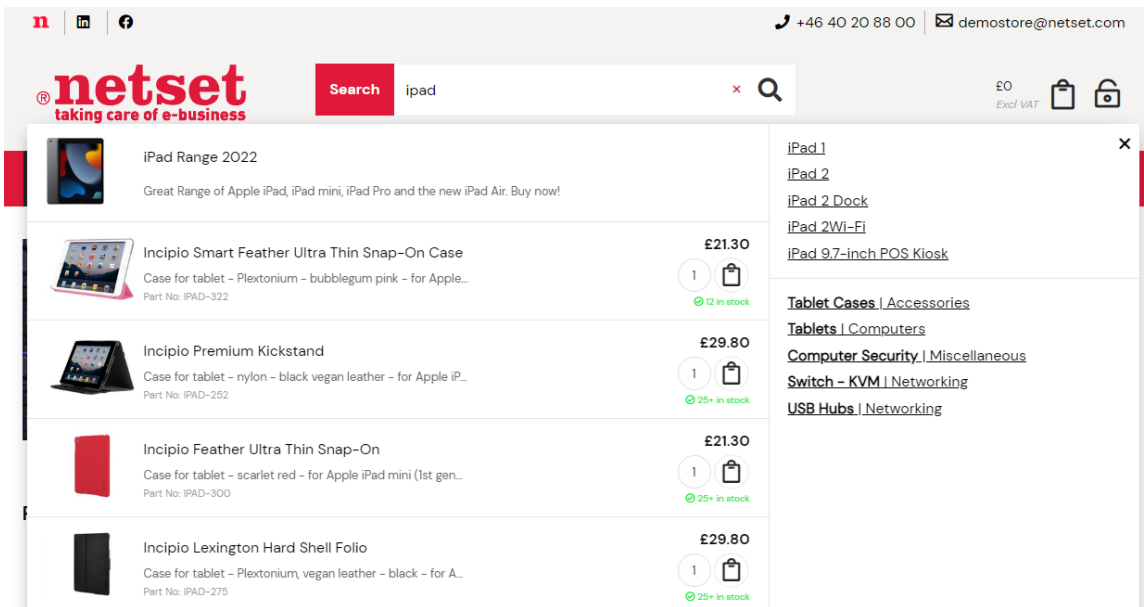 n
+46 40 20 88 00
demostore@netset.com
® netset
taking care of e-business
Search
ipad
£0
Excl VAT
iPad Range 2022
Great Range of Apple iPad, iPad mini, iPad Pro and the new iPad Air. Buy now!
Incipio Smart Feather Ultra Thin Snap-On Case
£21.30
Case for tablet - Plextonium - bubblegum pink - for Apple...
1
Part No: IPAD-322
12 in stock
Incipio Premium Kickstand
£29.80
Case for tablet - nylon - black vegan leather - for Apple iP...
1
Part No: IPAD-252
25+ in stock
Incipio Feather Ultra Thin Snap-On
£21.30
Case for tablet - scarlet red - for Apple iPad mini (1st gen...
1
Part No: IPAD-300
25+ in stock
Incipio Lexington Hard Shell Folio
£29.80
Case for tablet - Plextonium, vegan leather - black - for A...
1
Part No: IPAD-275
25+ in stock
iPad 1
iPad 2
iPad 2 Dock
iPad 2Wi-Fi
iPad 9.7-inch POS Kiosk
Tablet Cases | Accessories
Tablets | Computers
Computer Security | Miscellaneous
Switch - KVM | Networking
USB Hubs | Networking